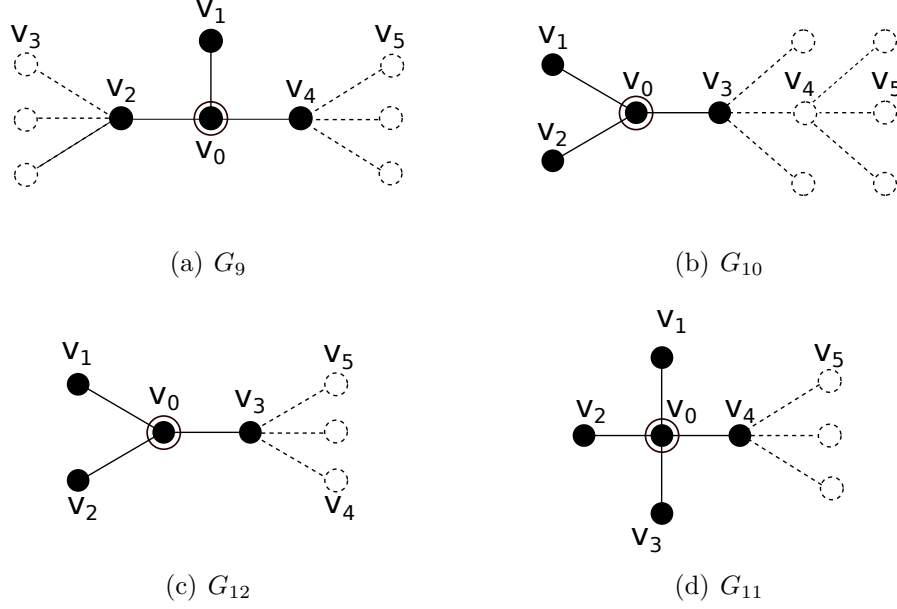 v₁
v₃ v₅
v₂ v₄
v₀
(a) G₉
v₁ v₀ v₃ v₄ v₅
v₂
(b) G₁₀
v₁ v₅
v₀ v₃
v₂ v₄
(c) G₁₂
v₁
v₅
v₂ v₀ v₄
v₃
(d) G₁₁